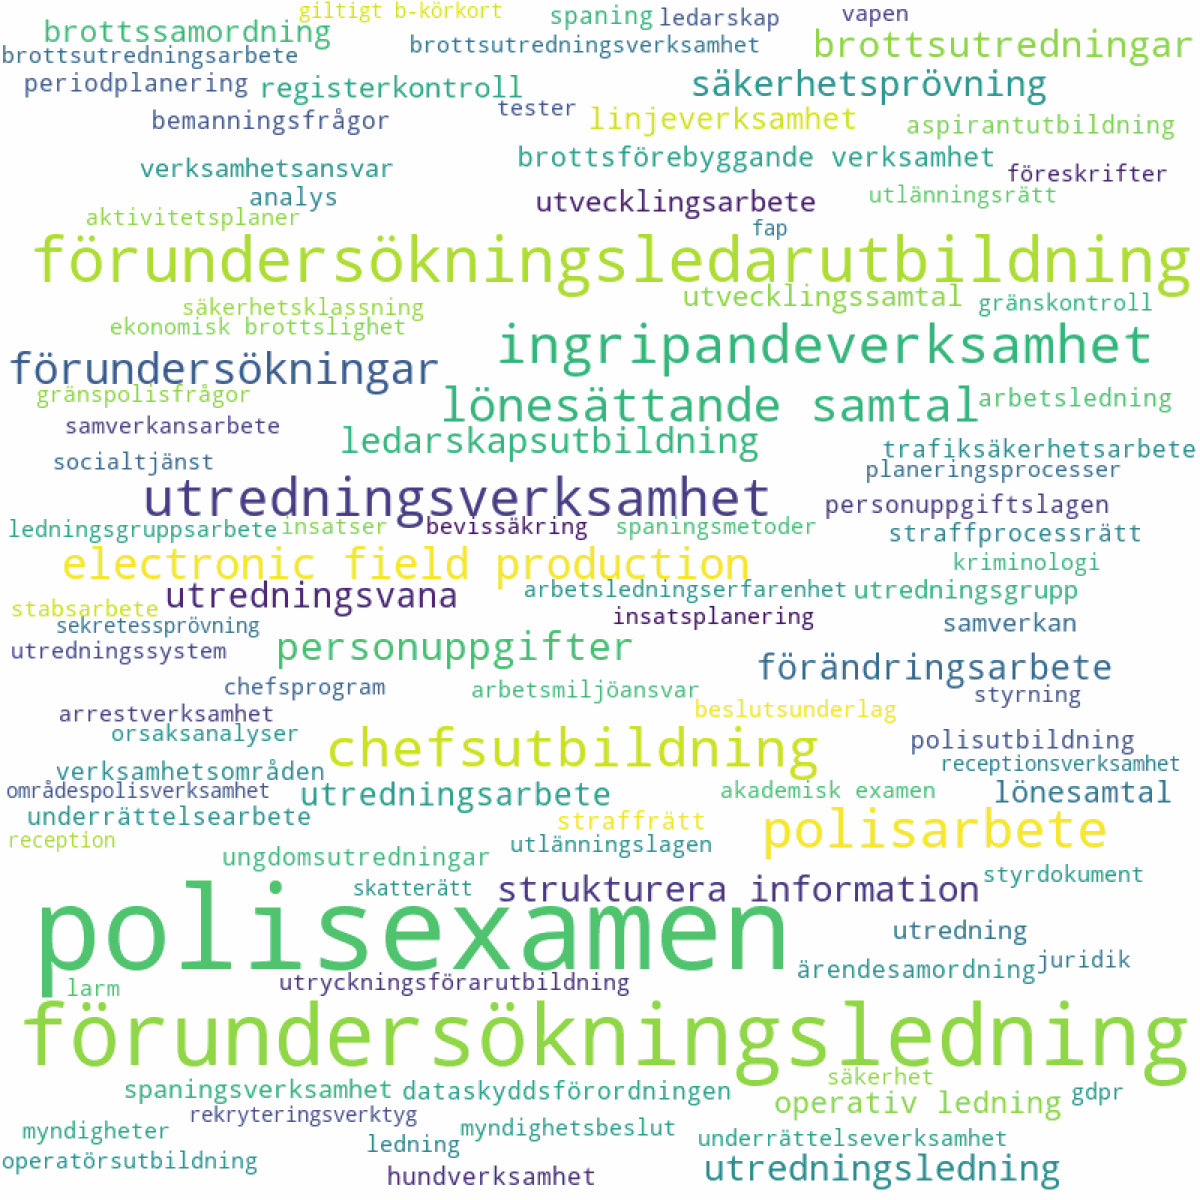 giltigt b-körkort
spaning
ledarskap
vapen
brottssamordning
brottsutredningsverksamhet
brottsutredningar
brottsutredningsarbete
periodplanering
registerkontroll
säkerhetsprövning
tester
bemanningsfrågor
linjeverksamhet
aspirantutbildning
verksamhetsansvar
brottsförebyggande verksamhet
föreskrifter
analys
utvecklingsarbete
utlänningsrätt
aktivitetsplaner
fap
förundersökningsledarutbildning
säkerhetsklassning
utvecklingssamtal
gränskontroll
ekonomisk brottslighet
ingripandeverksamhet
förundersökningar
gränspolisfrågor
lönesättande samtal
arbetsledning
samverkansarbete
ledarskapsutbildning
trafiksäkerhetsarbete
socialtjänst
planeringsprocesser
utredningsverksamhet
personuppgiftslagen
ledningsgruppsarbete
insatser
bevissäkring
spaningsmetoder
straffprocessrätt
electronic field production
kriminologi
utredningsvana
arbetsledningserfarenhet
utredningsgrupp
stabsarbete
insatsplanering
sekretessprövning
samverkan
utredningssystem
personuppgifter
förändringsarbete
chefsprogram
arbetsmiljöansvar
styrning
arrestverksamhet
beslutsunderlag
orsaksanalyser
chefsutbildning
polisutbildning
verksamhetsområden
receptionsverksamhet
områdespolisverksamhet
utredningsarbete
akademisk examen
lönesamtal
underrättelsearbete
straffrätt
polisarbete
reception
ungdomsutredningar
utlänningslagen
skatterätt
strukturera information
styrdokument
polisexamen
utredning
ärendesamordning
juridik
larm
utryckningsförarutbildning
förundersökningsledning
säkerhet
spaningsverksamhet
dataskyddsförordningen
gdpr
rekryteringsverktyg
operativ ledning
myndigheter
ledning
myndighetsbeslut
underrättelseverksamhet
operatörsutbildning
hundverksamhet
utredningsledning